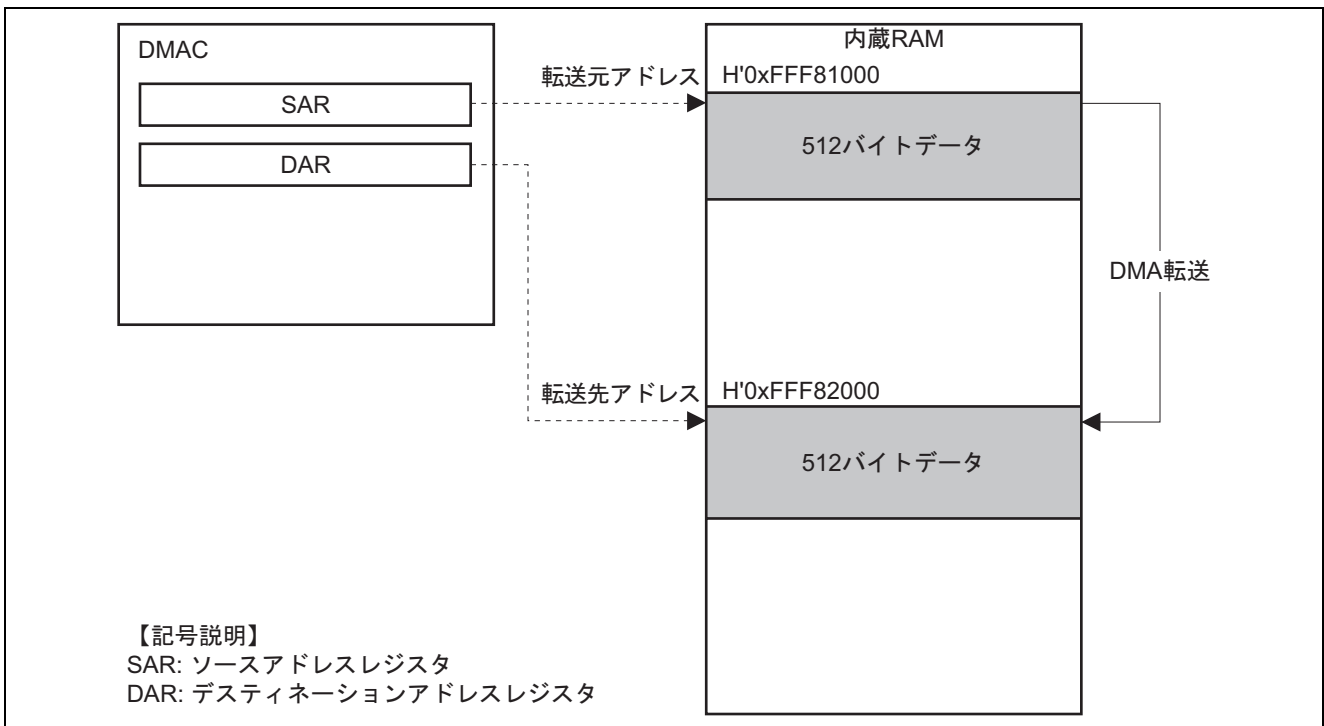 DMAC
SAR
DAR
転送元アドレス
転送先アドレス
内蔵RAM
H'0xFFF81000
512バイトデータ
H'0xFFF82000
512バイトデータ
DMA転送
【記号説明】
SAR: ソースアドレスレジスタ
DAR: デスティネーションアドレスレジスタ